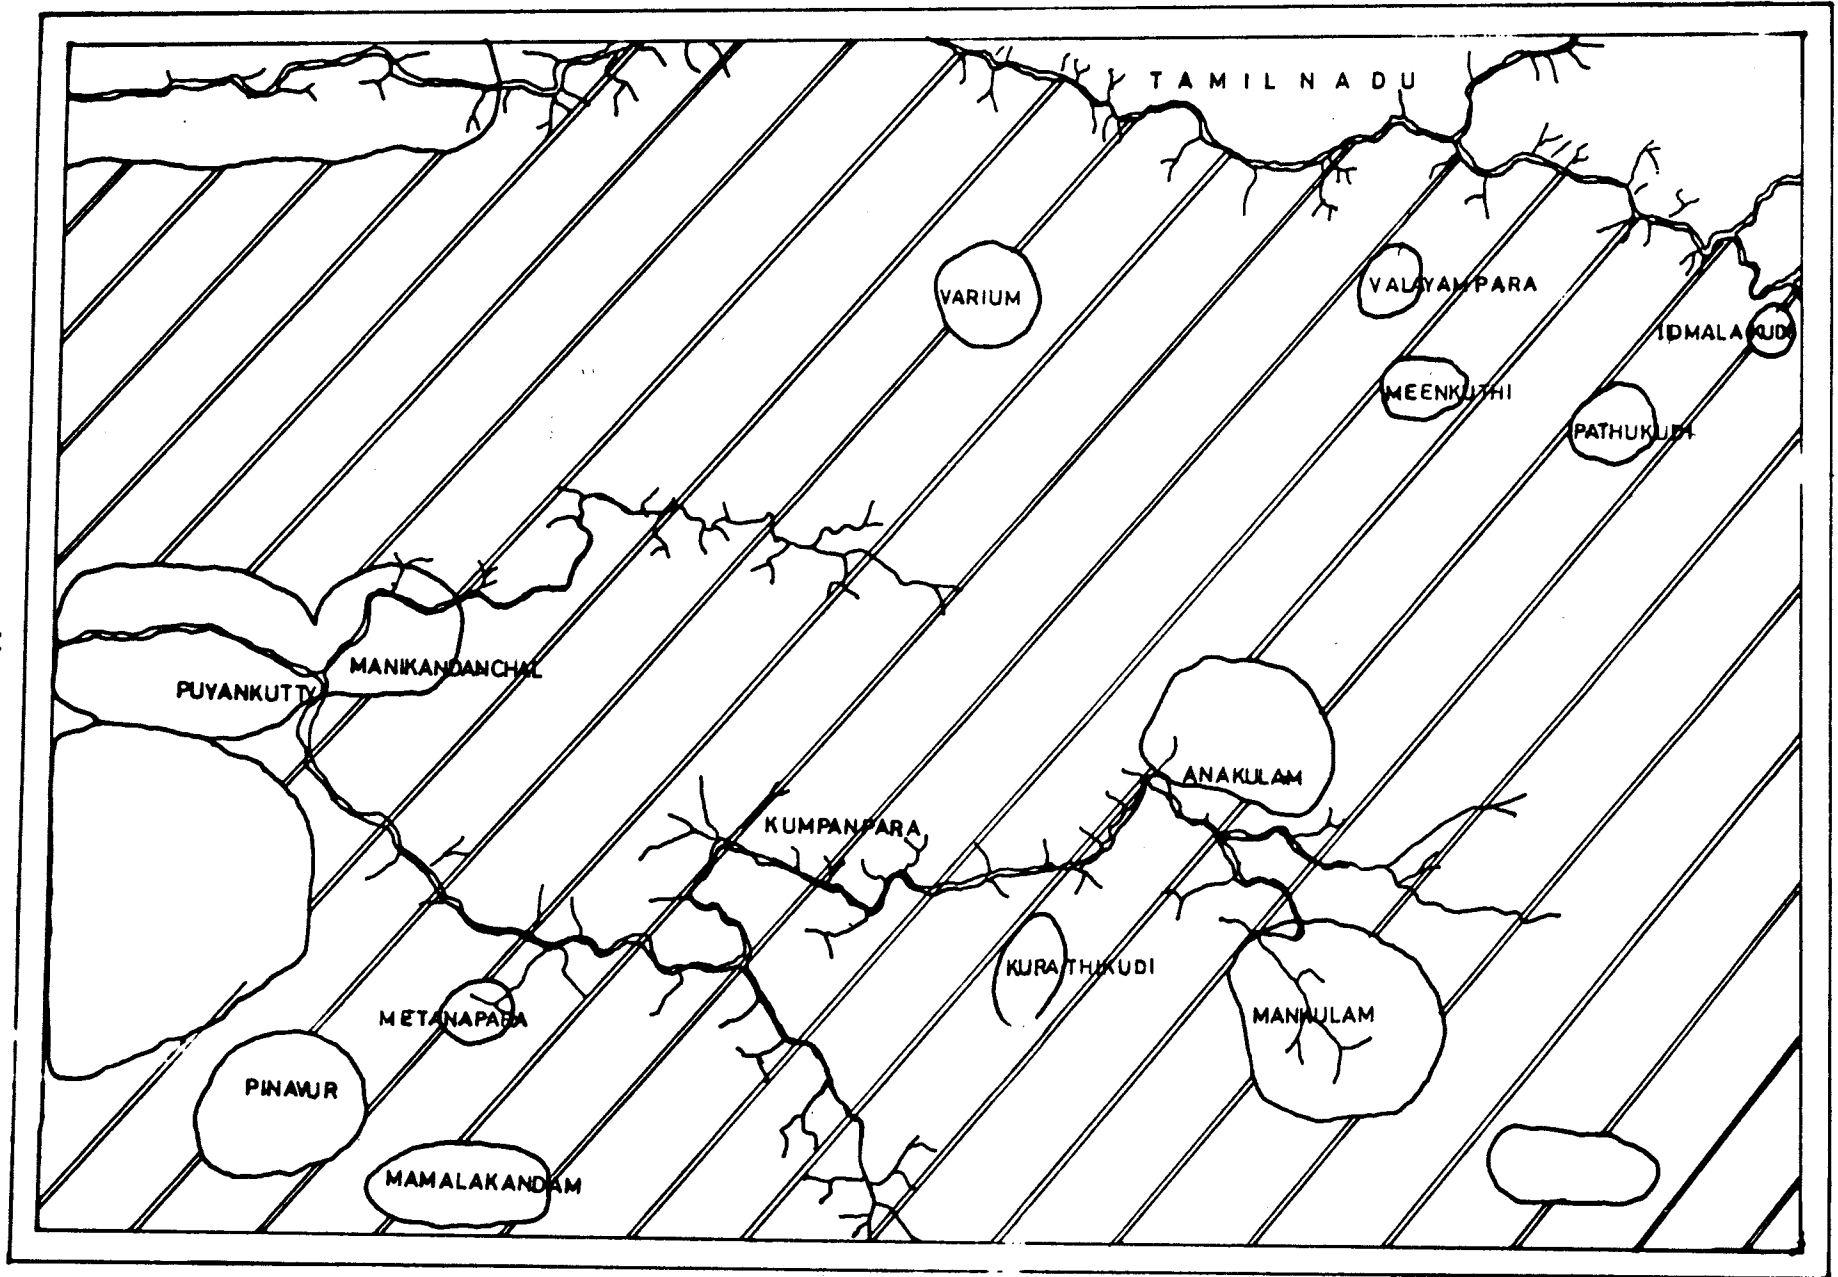 TAMILNADU
VARIUM
VALAYAMPARA
IDMALAKUDI
MEENKUTHI
PATHUKUDI
MANIKANDANCHAL
PUYANKUTTY
ANAKULAM
KUMPANPARA
KURATHIKUDI
MANKULAM
METANAPARA
PINAVUR
MAMALAKANDAM